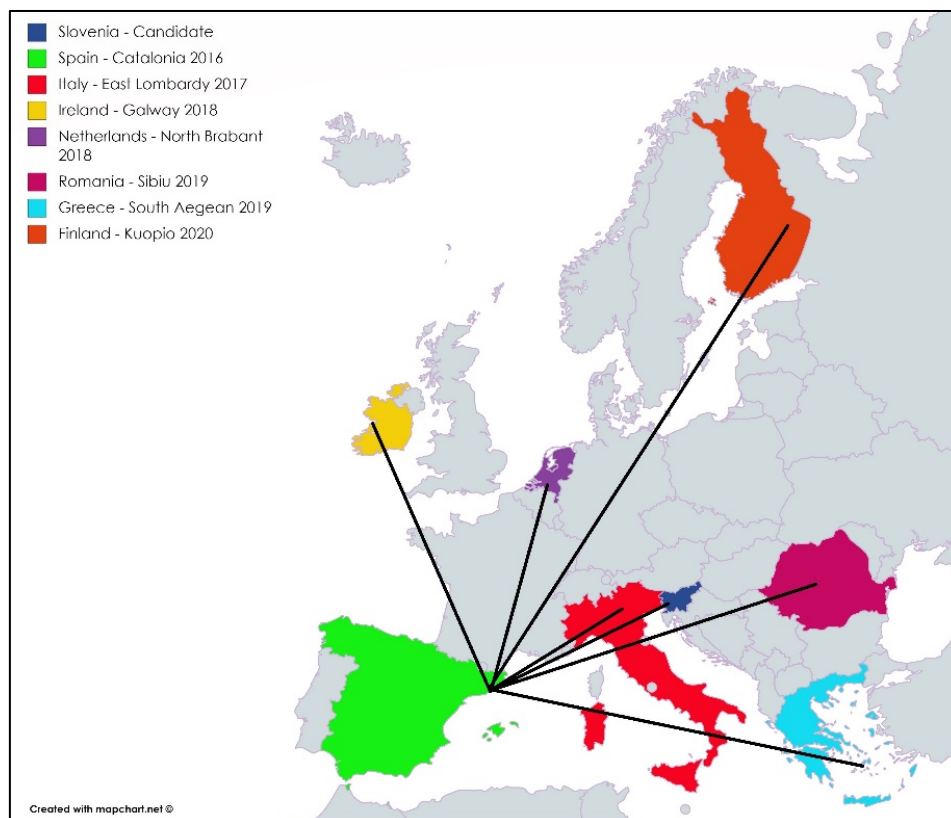 Slovenia - Candidate
Spain - Catalonia 2016
Italy - East Lombardy 2017
Ireland - Galway 2018
Netherlands - North Brabant
2018
Romania - Sibiu 2019
Greece - South Aegean 2019
Finland - Kuopio 2020
Created with mapchart.net ©